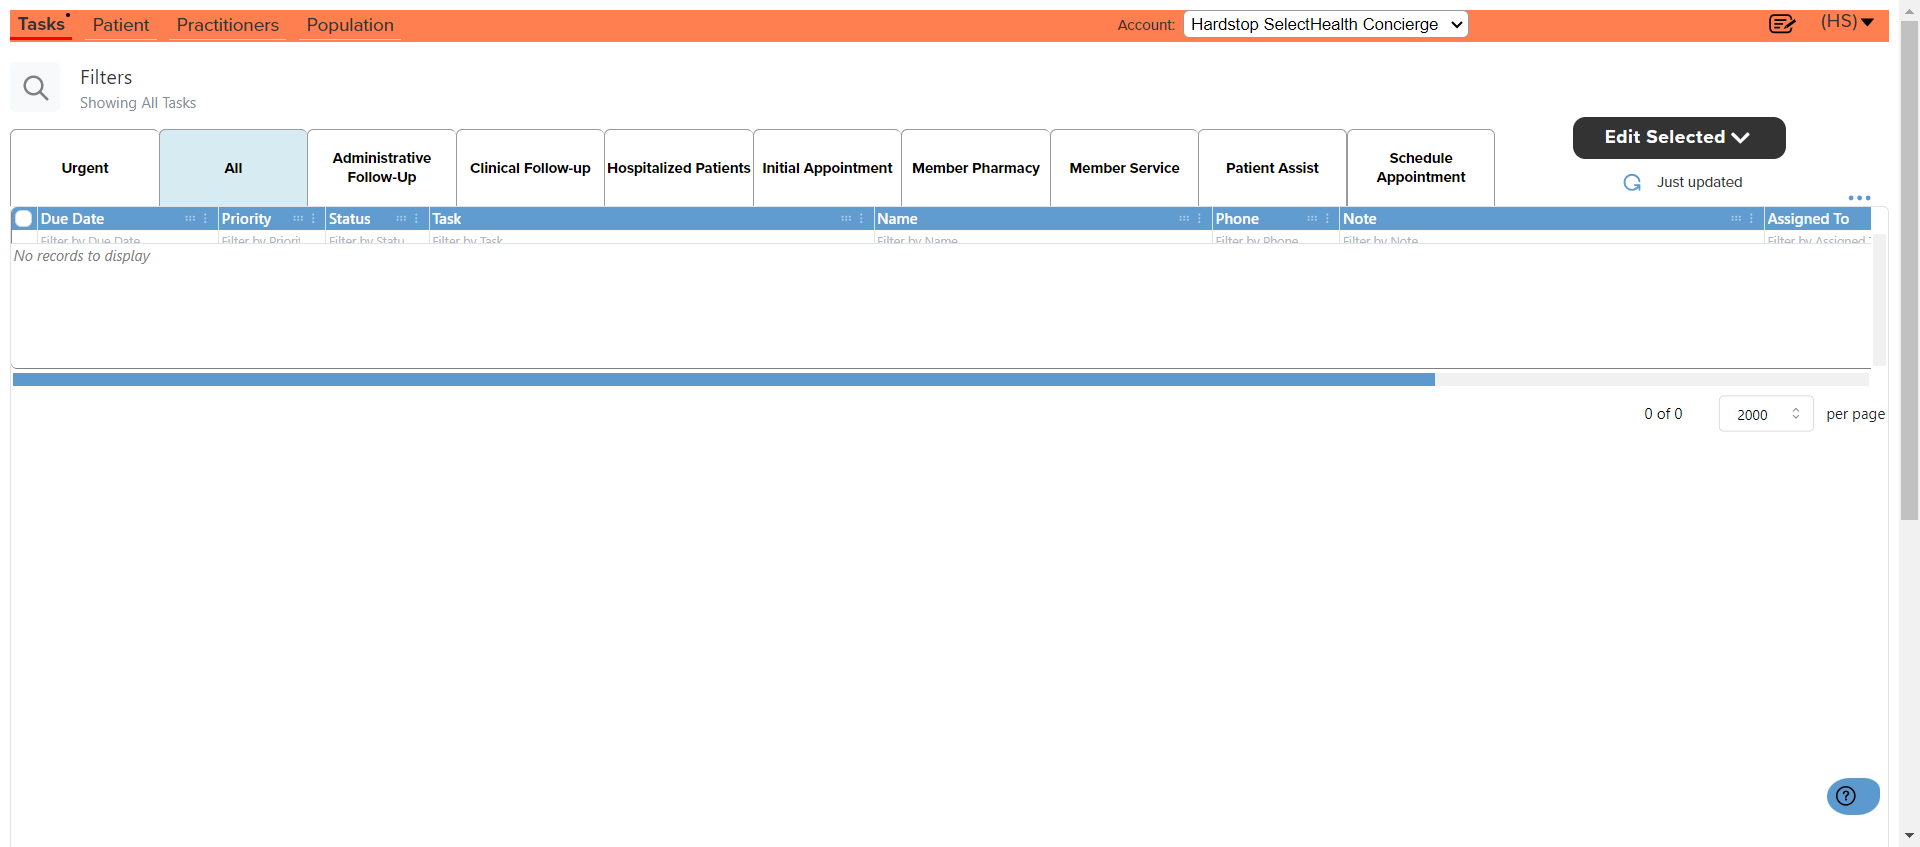 Tasks Patient Practitioners Population Account: Hardstop SelectHealth Concierge (HS)
Filters
Showing All Tasks
Urgent
All
Administrative
Follow-Up
Clinical Follow-up
Hospitalized Patients
Initial Appointment
Member Pharmacy
Member Service
Patient Assist
Schedule
Appointment
Edit Selected
Just updated
Due Date Priority Status Task Name Phone Note Assigned To
Filter by Due Date Filter by Priorit Filter by Statu Filter by Task Filter by Name Filter by Phone Filter by Note Filter by Assigned
No records to display
0 of 0 2000 per page